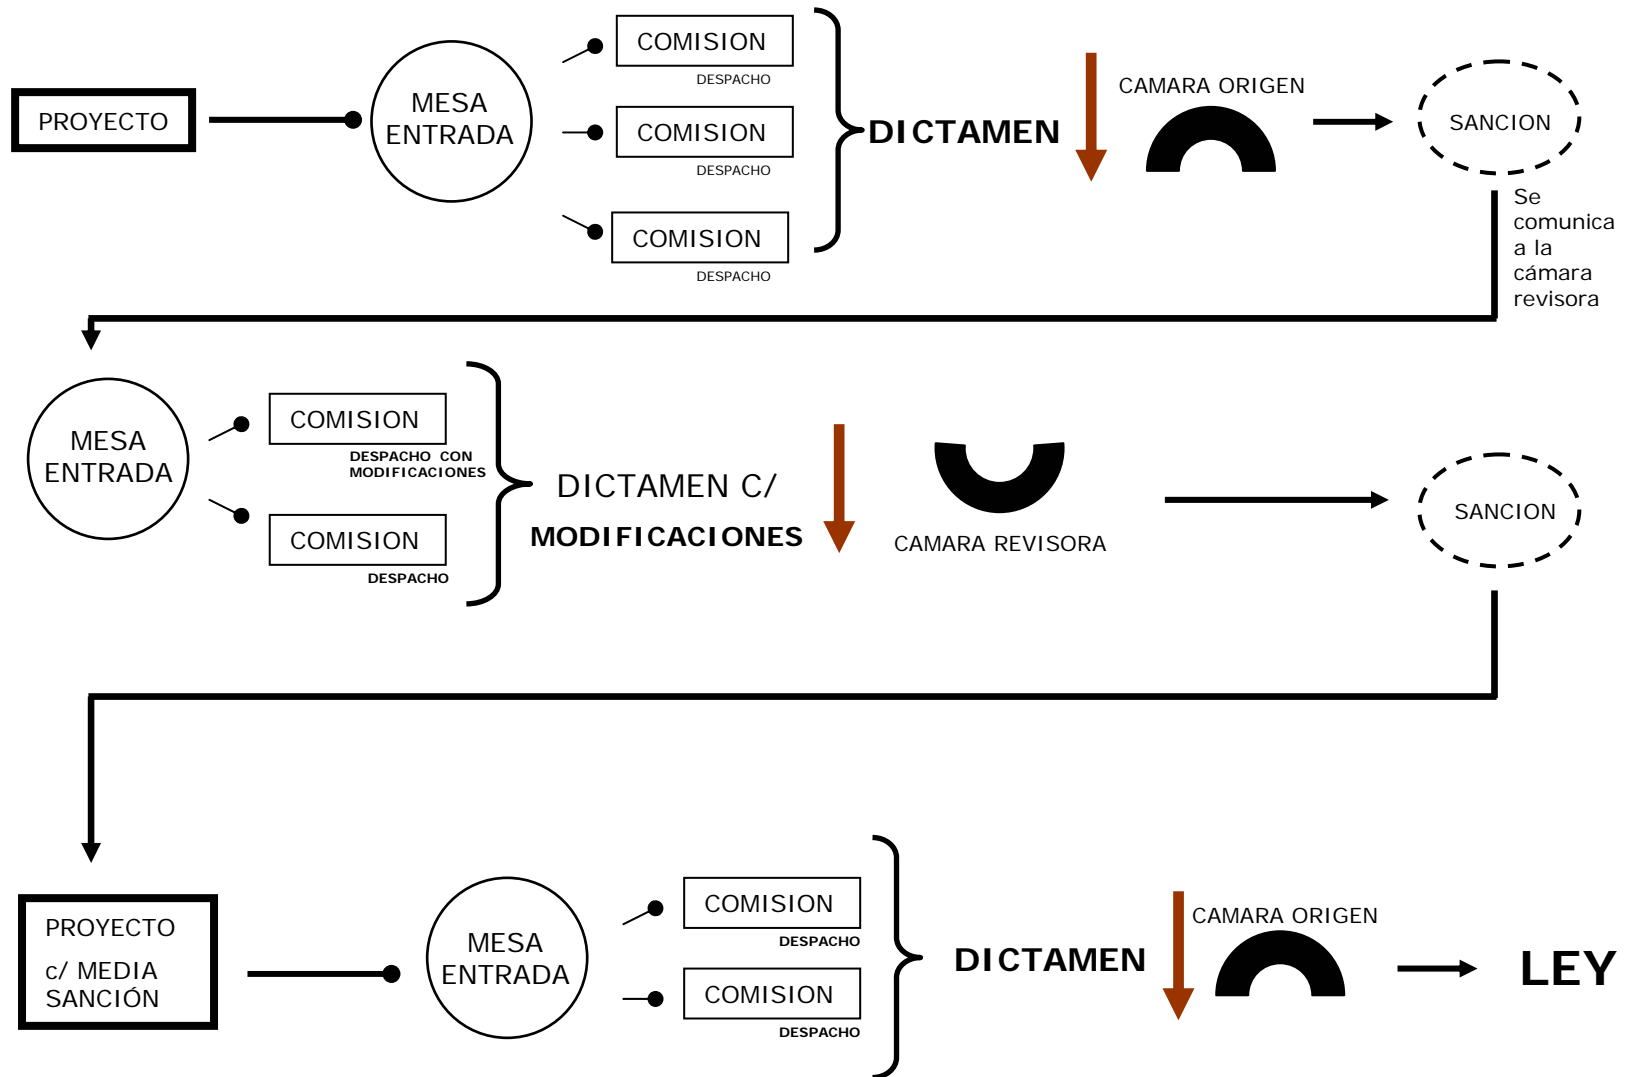 PROYECTO
MESA
ENTRADA
COMISION
DESPACHO
COMISION
DESPACHO
COMISION
DESPACHO
DICTAMEN
CAMARA ORIGEN
SANCION
Se
comunica
a la
cámara
revisora
MESA
ENTRADA
COMISION
DESPACHO CON
MODIFICACIONES
COMISION
DESPACHO
DICTAMEN C/
MODIFICACIONES
CAMARA REVISORA
SANCION
PROYECTO
c/ MEDIA
SANCIÓN
MESA
ENTRADA
COMISION
DESPACHO
COMISION
DESPACHO
DICTAMEN
CAMARA ORIGEN
LEY